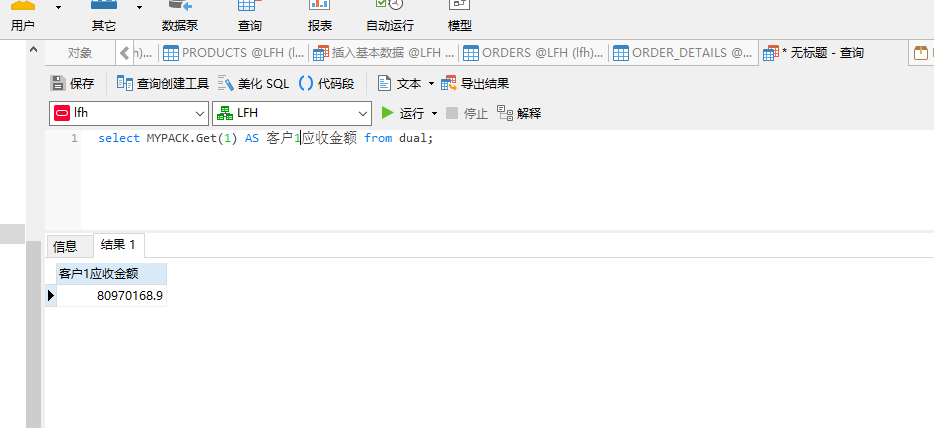 用户 其它 数据泵 查询 报表 自动运行 模型
对象 n)... PRODUCTS @LFH (l... 插入基本数据 @LFH ... ORDERS @LFH (lfh)... ORDER_DETAILS @... * 无标题 - 查询
保存 查询创建工具 美化 SQL () 代码段 文本 导出结果
lfh LFH 运行 停止 解释
1 select MYPACK.Get(1) AS 客户1应收金额 from dual;
信息 结果 1
客户1应收金额
80970168.9